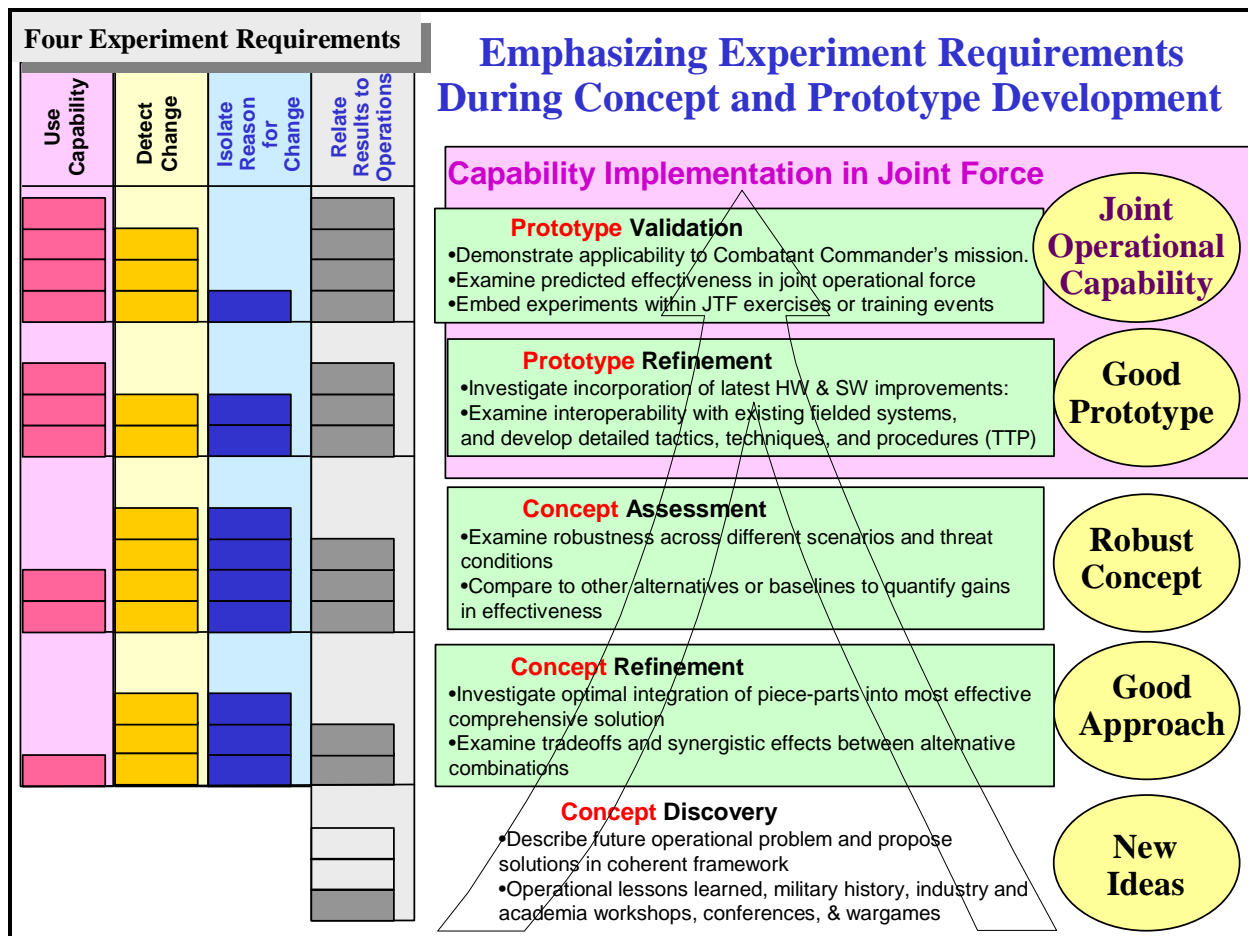 Four Experiment Requirements
Use
Capability
Detect
Change
Isolate
Reason
for
Change
Relate
Results to
Operations
Emphasizing Experiment Requirements
During Concept and Prototype Development
Capability Implementation in Joint Force
Prototype Validation
•Demonstrate applicability to Combatant Commander's mission.
•Examine predicted effectiveness in joint operational force
•Embed experiments within JTF exercises or training events
Joint
Operational
Capability
Prototype Refinement
•Investigate incorporation of latest HW & SW improvements:
•Examine interoperability with existing fielded systems,
and develop detailed tactics, techniques, and procedures (TTP)
Good
Prototype
Concept Assessment
•Examine robustness across different scenarios and threat
conditions
•Compare to other alternatives or baselines to quantify gains
in effectiveness
Robust
Concept
Concept Refinement
•Investigate optimal integration of piece-parts into most effective
comprehensive solution
•Examine tradeoffs and synergistic effects between alternative
combinations
Good
Approach
Concept Discovery
•Describe future operational problem and propose
solutions in coherent framework
•Operational lessons learned, military history, industry and
academia workshops, conferences, & wargames
New
Ideas